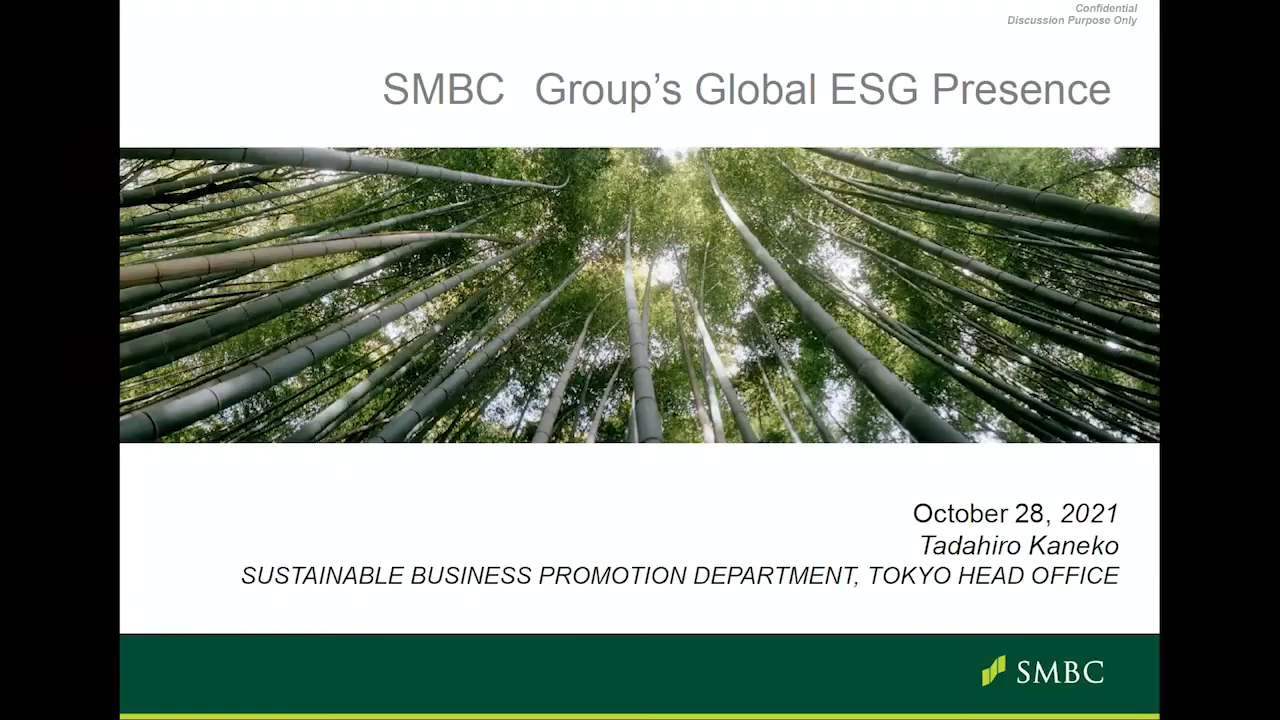 Confidential
Discussion Purpose Only
SMBC Group's Global ESG Presence
October 28, 2021
Tadahiro Kaneko
SUSTAINABLE BUSINESS PROMOTION DEPARTMENT, TOKYO HEAD OFFICE
SMBC